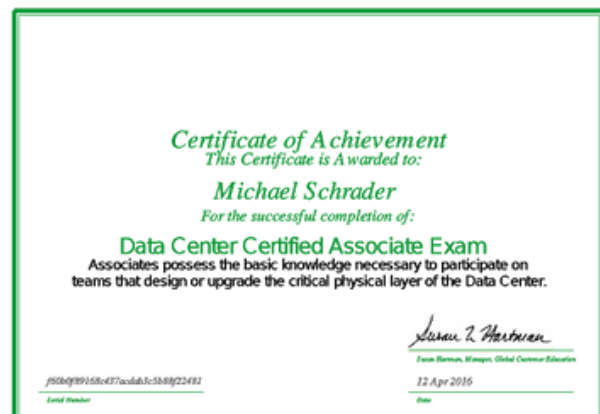 Certificate of Achievement
This Certificate is Awarded to:
Michael Schrader
For the successful completion of:
Data Center Certified Associate Exam
Associates possess the basic knowledge necessary to participate on
teams that design or upgrade the critical physical layer of the Data Center.
Susan Hartman, Manager, Global Customer Education
12 Apr 2016
Serial Number
Date